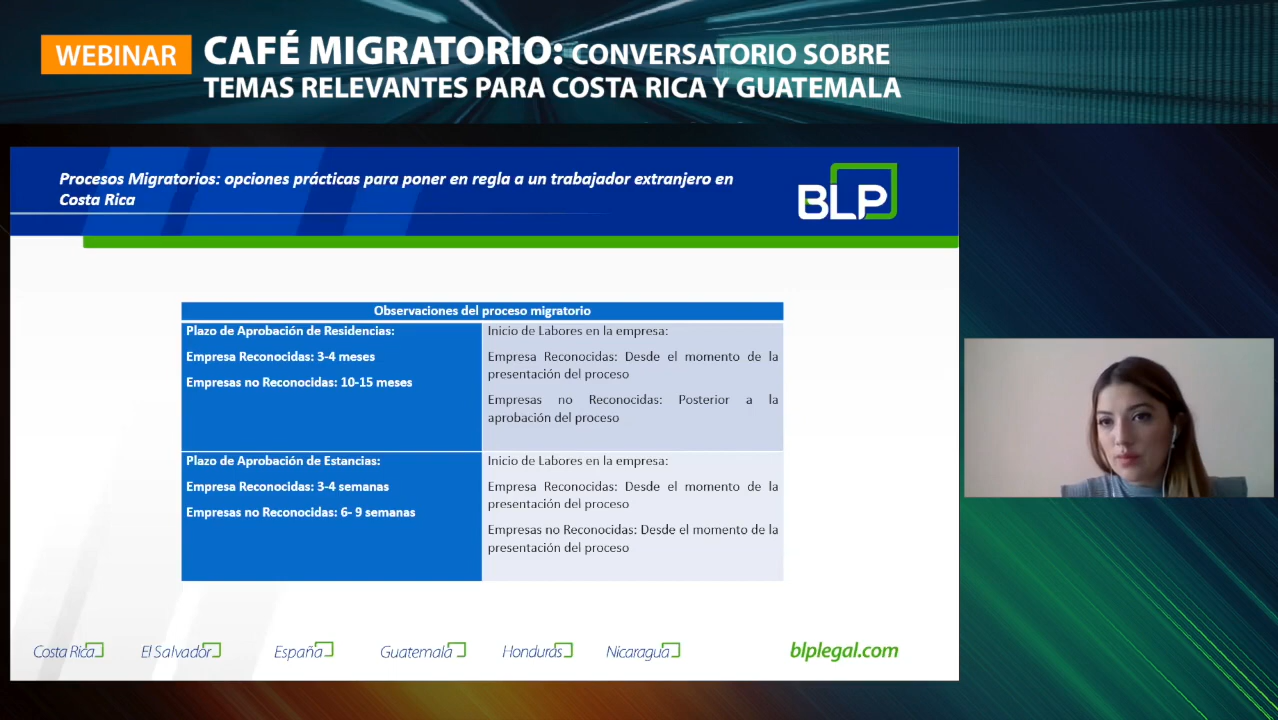 WEBINAR
CAFÉ MIGRATORIO: CONVERSATORIO SOBRE
TEMAS RELEVANTES PARA COSTA RICA Y GUATEMALA
Procesos Migratorios: opciones prácticas para poner en regla a un trabajador extranjero en
Costa Rica
BLP
Observaciones del proceso migratorio
Plazo de Aprobación de Residencias:
Empresa Reconocidas: 3-4 meses
Empresas no Reconocidas: 10-15 meses
Inicio de Labores en la empresa:
Empresa Reconocidas: Desde el momento de la
presentación del proceso
Empresas no Reconocidas: Posterior a la
aprobación del proceso
Plazo de Aprobación de Estancias:
Empresa Reconocidas: 3-4 semanas
Empresas no Reconocidas: 6- 9 semanas
Inicio de Labores en la empresa:
Empresa Reconocidas: Desde el momento de la
presentación del proceso
Empresas no Reconocidas: Desde el momento de la
presentación del proceso
Costa Rica
El Salvador
España
Guatemala
Honduras
Nicaragua
blplegal.com